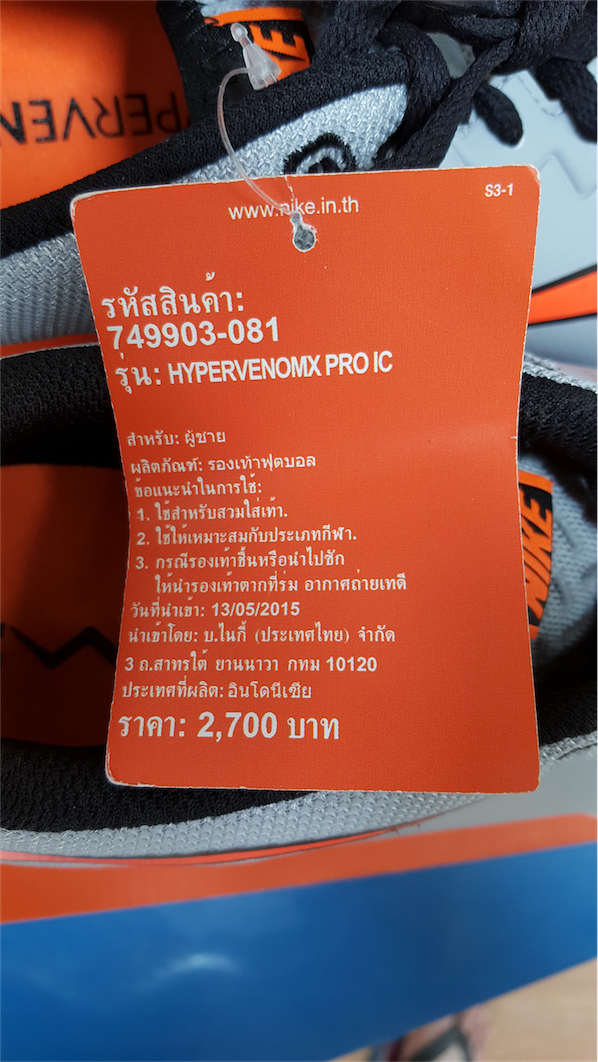 NIKE
HYPERVEN
www.nike.in.th
S3-1
รหัสสินค้า:
749903-081
รุ่น: HYPERVENOMX PRO IC
สำหรับ: ผู้ชาย
ผลิตภัณฑ์: รองเท้าฟุตบอล
ข้อแนะนำในการใช้:
1. ใช้สำหรับสวมใส่เท้า.
2. ใช้ให้เหมาะสมกับประเภทกีฬา.
3. กรณีรองเท้าชื้นหรือนำไปซัก
ให้นำรองเท้าตากที่ร่ม อากาศถ่ายเทดี
วันที่นำเข้า: 13/05/2015
นำเข้าโดย: บ.ไนกี้ (ประเทศไทย) จำกัด
3 ถ.สาทรใต้ ยานนาวา กทม 10120
ประเทศที่ผลิต: อินโดนีเซีย
ราคา: 2,700 บาท
NIKE